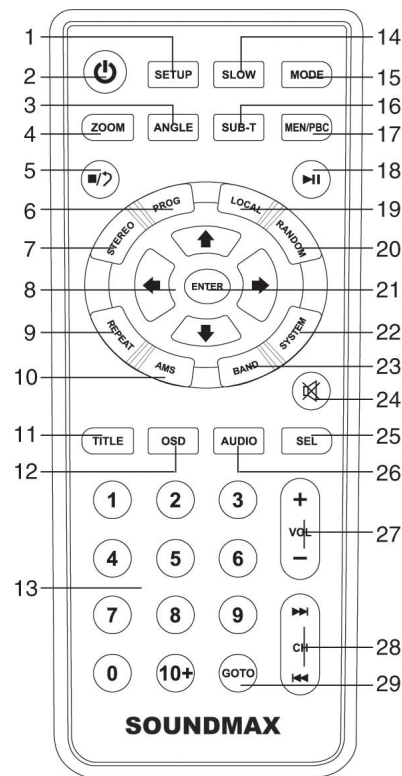 1 SETUP SLOW 14
2 MODE 15
3 16
4 ZOOM ANGLE SUB-T MEN/PBC 17
5 18
6 PROG LOCAL 19
7 STEREO RANDOM 20
8 ENTER 21
9 REPEAT SYSTEM 22
10 AMS BAND 23
24
11 TITLE OSD AUDIO SEL 25
12 26
1 2 3 +
VOL 27
4 5 6 −
13
7 8 9
CH 28
0 10+ GOTO 29
SOUNDMAX